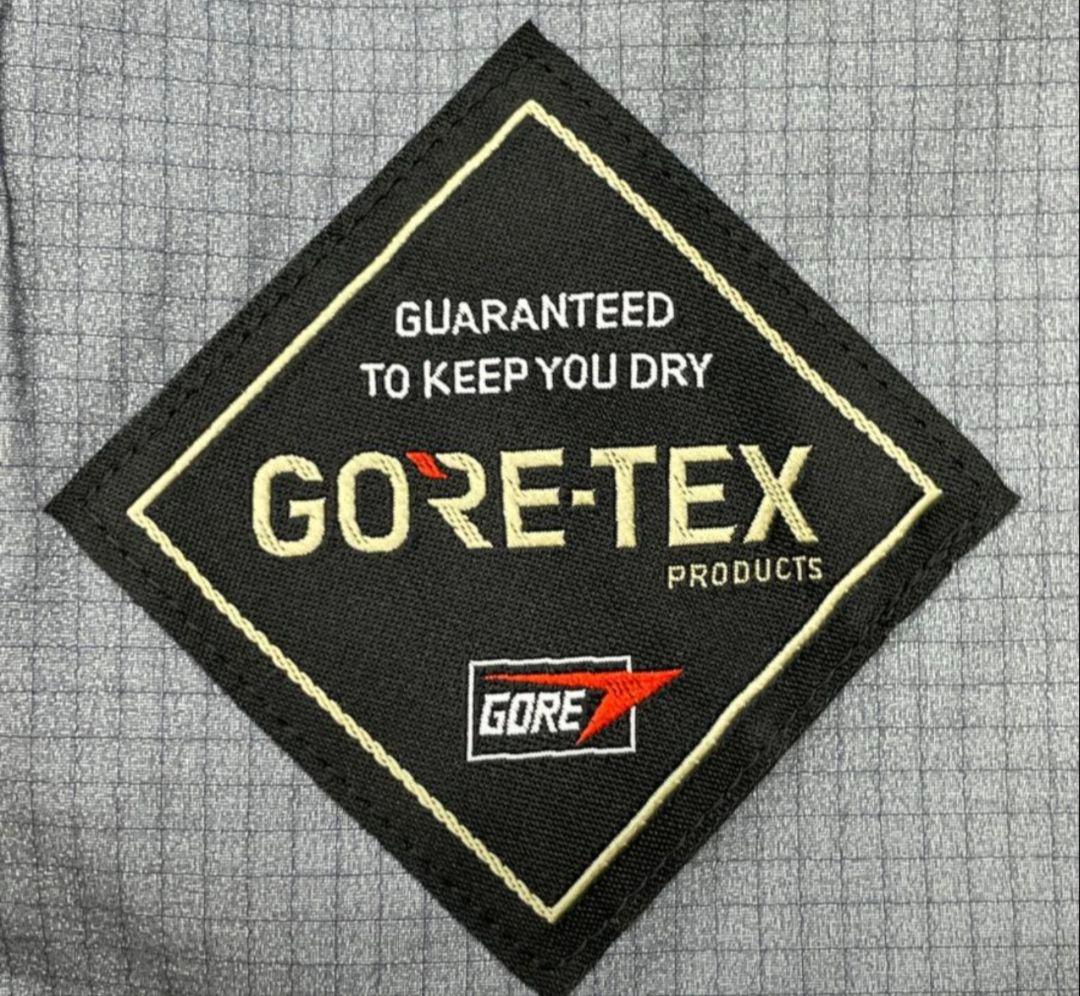 GUARANTEED
TO KEEP YOU DRY
GORE-TEX
PRODUCTS
GORE